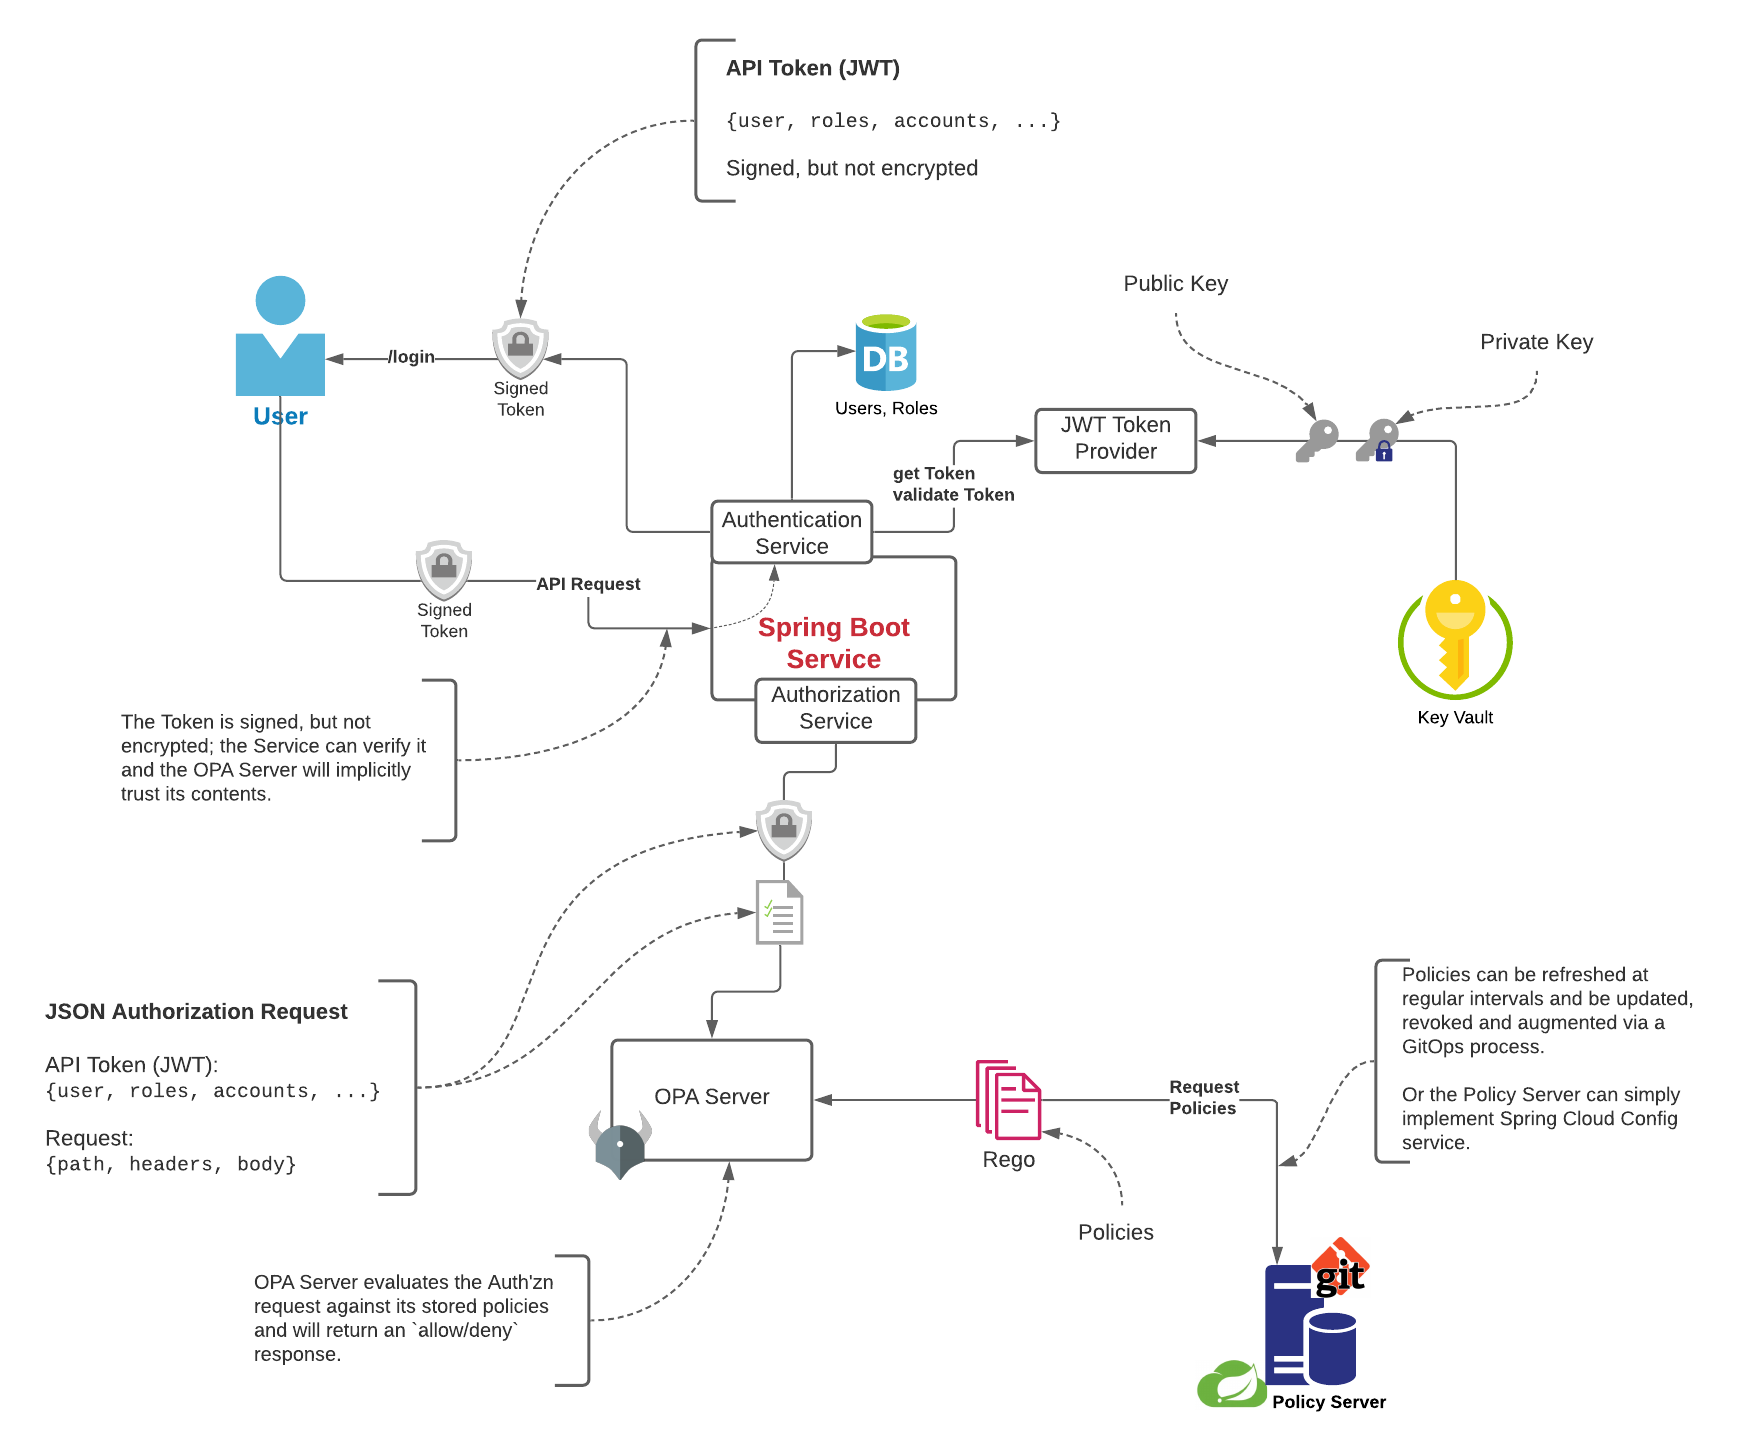 API Token (JWT)
{user, roles, accounts, ...}
Signed, but not encrypted
Public Key
Private Key
/login
Signed
Token
User
DB
Users, Roles
JWT Token
Provider
get Token
validate Token
Authentication
Service
Signed
Token
API Request
Spring Boot
Service
Authorization
Service
Key Vault
The Token is signed, but not
encrypted; the Service can verify it
and the OPA Server will implicitly
trust its contents.
JSON Authorization Request
API Token (JWT):
{user, roles, accounts, ...}
Request:
{path, headers, body}
OPA Server
Rego
Request
Policies
Policies
Policies can be refreshed at
regular intervals and be updated,
revoked and augmented via a
GitOps process.
Or the Policy Server can simply
implement Spring Cloud Config
service.
OPA Server evaluates the Auth'zn
request against its stored policies
and will return an `allow/deny`
response.
git
Policy Server